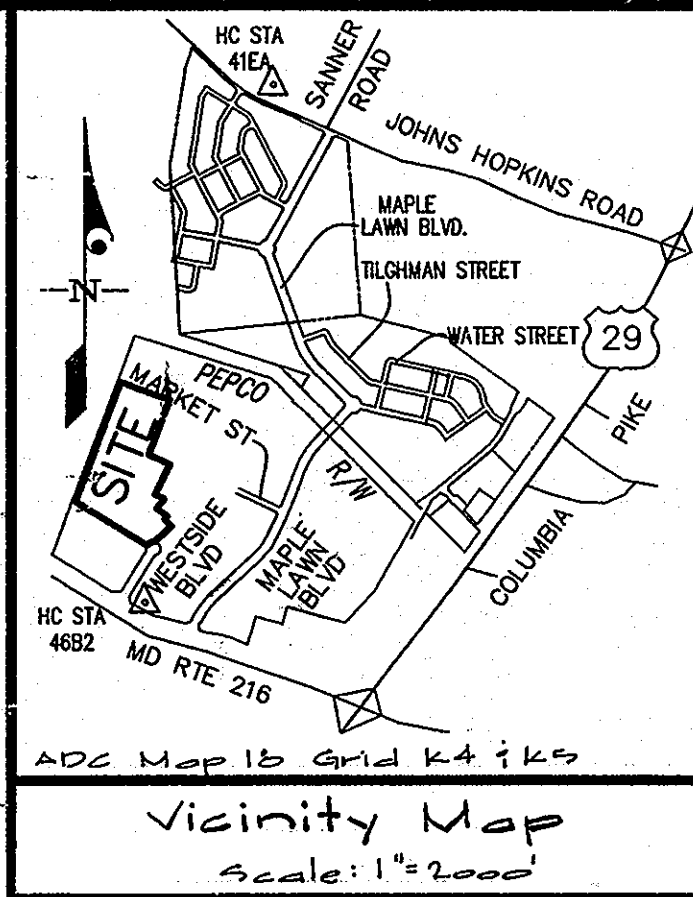 HC STA
41EA
SANNER
ROAD
JOHNS HOPKINS ROAD
MAPLE
LAWN BLVD.
TILGHMAN STREET
N
WATER STREET
29
PEPCO
MARKET ST
R/W
PIKE
SITE
WESTSIDE
BLVD
MAPLE
LAWN
BLVD
COLUMBIA
HC STA
46B2
MD RTE 216
ADC Map 18 Grid K4 & K5
Vicinity Map
Scale: 1"=2000'